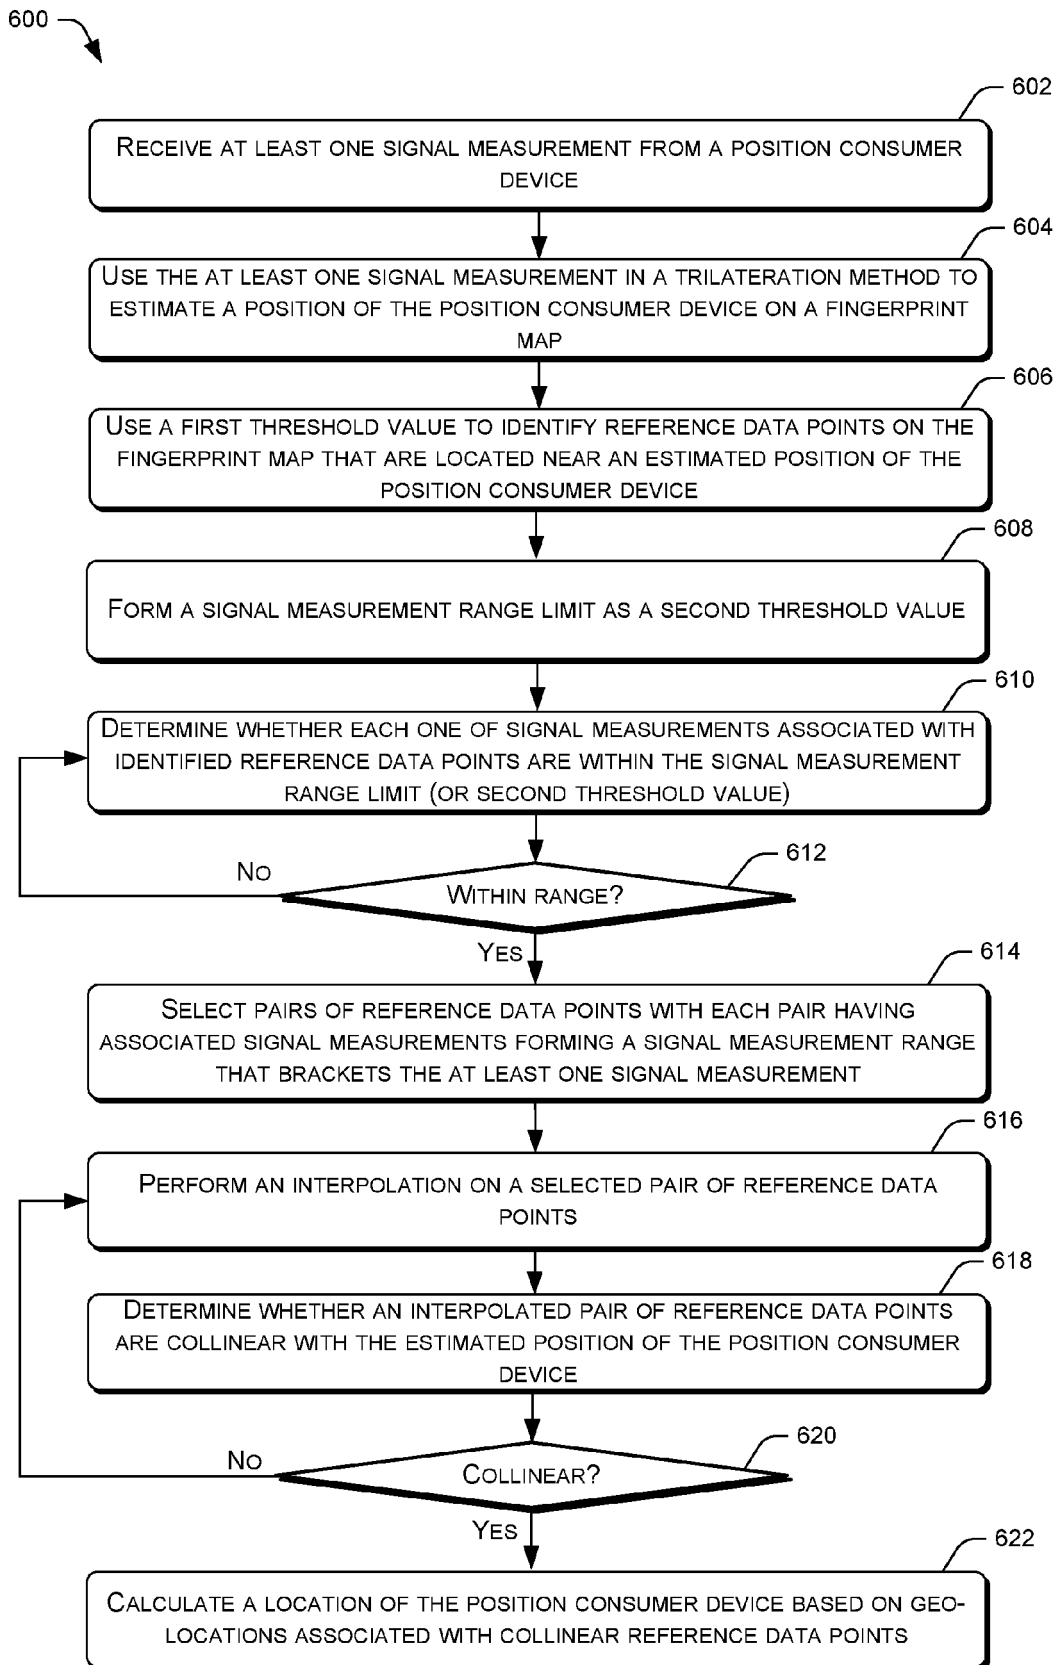 600
602
RECEIVE AT LEAST ONE SIGNAL MEASUREMENT FROM A POSITION CONSUMER
DEVICE
604
USE THE AT LEAST ONE SIGNAL MEASUREMENT IN A TRILATERATION METHOD TO
ESTIMATE A POSITION OF THE POSITION CONSUMER DEVICE ON A FINGERPRINT
MAP
606
USE A FIRST THRESHOLD VALUE TO IDENTIFY REFERENCE DATA POINTS ON THE
FINGERPRINT MAP THAT ARE LOCATED NEAR AN ESTIMATED POSITION OF THE
POSITION CONSUMER DEVICE
608
FORM A SIGNAL MEASUREMENT RANGE LIMIT AS A SECOND THRESHOLD VALUE
610
DETERMINE WHETHER EACH ONE OF SIGNAL MEASUREMENTS ASSOCIATED WITH
IDENTIFIED REFERENCE DATA POINTS ARE WITHIN THE SIGNAL MEASUREMENT
RANGE LIMIT (OR SECOND THRESHOLD VALUE)
612
NO
WITHIN RANGE?
YES
614
SELECT PAIRS OF REFERENCE DATA POINTS WITH EACH PAIR HAVING
ASSOCIATED SIGNAL MEASUREMENTS FORMING A SIGNAL MEASUREMENT RANGE
THAT BRACKETS THE AT LEAST ONE SIGNAL MEASUREMENT
616
PERFORM AN INTERPOLATION ON A SELECTED PAIR OF REFERENCE DATA
POINTS
618
DETERMINE WHETHER AN INTERPOLATED PAIR OF REFERENCE DATA POINTS
ARE COLLINEAR WITH THE ESTIMATED POSITION OF THE POSITION CONSUMER
DEVICE
620
NO
COLLINEAR?
YES
622
CALCULATE A LOCATION OF THE POSITION CONSUMER DEVICE BASED ON GEO-
LOCATIONS ASSOCIATED WITH COLLINEAR REFERENCE DATA POINTS